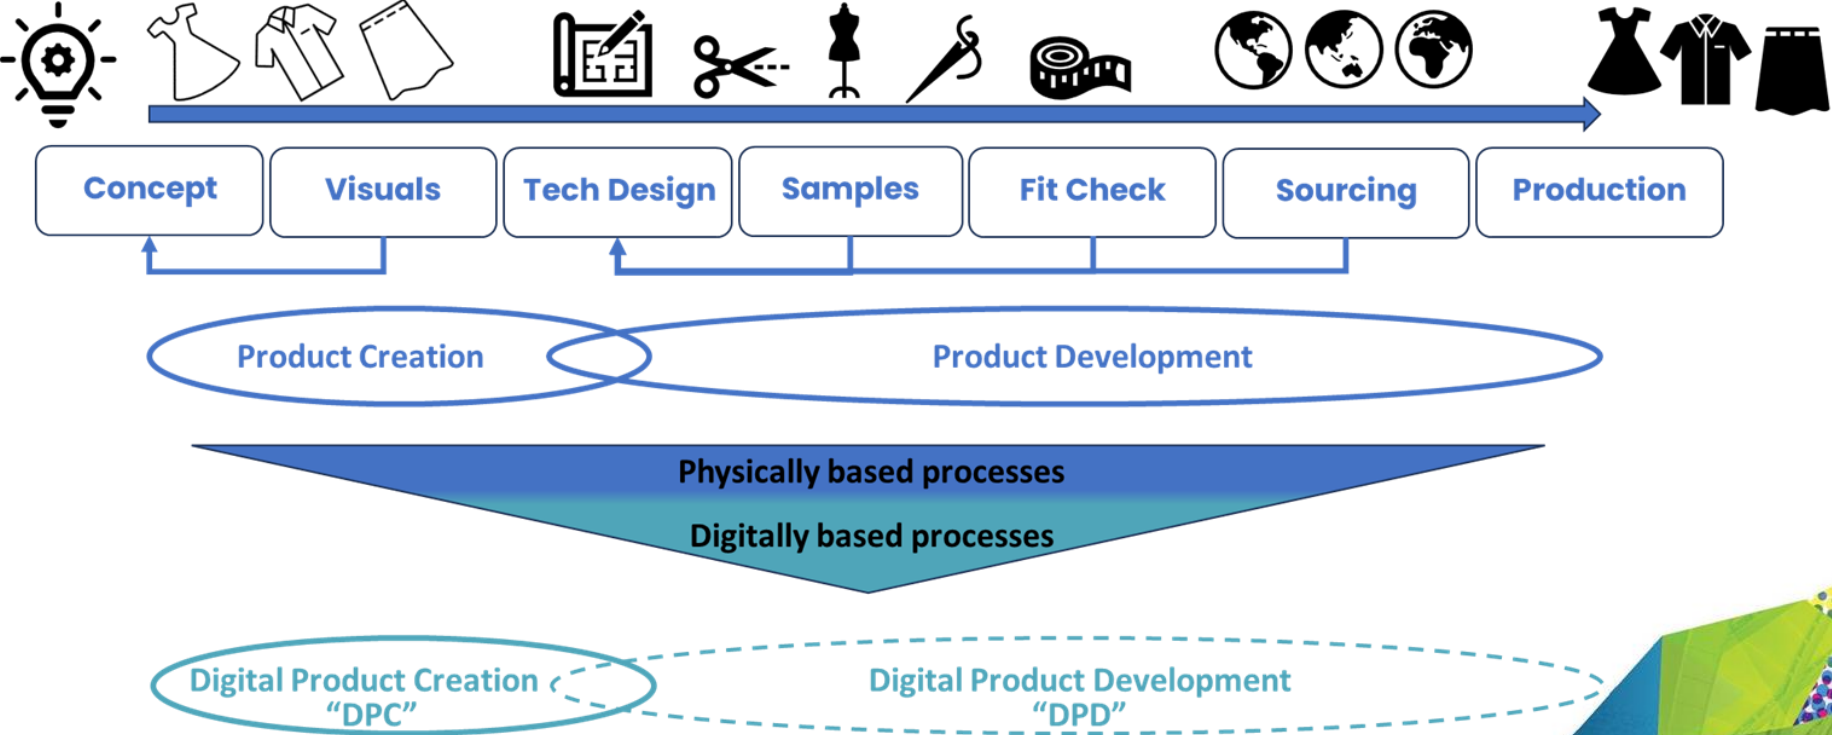 Concept
Visuals
Tech Design
Samples
Fit Check
Sourcing
Production
Product Creation
Product Development
Physically based processes
Digitally based processes
Digital Product Creation
“DPC”
Digital Product Development
“DPD”